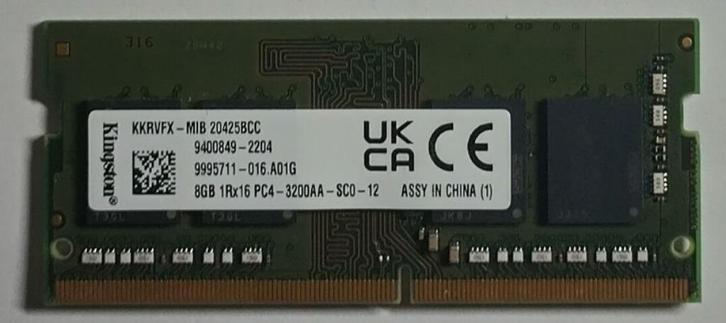 316
Kingston
KKRVFX-MIB 20425BCC
9400849-2204
9995711-016.A01G
8GB 1Rx16 PC4-3200AA-SC0-12
UK
CA
CE
ASSY IN CHINA (1)